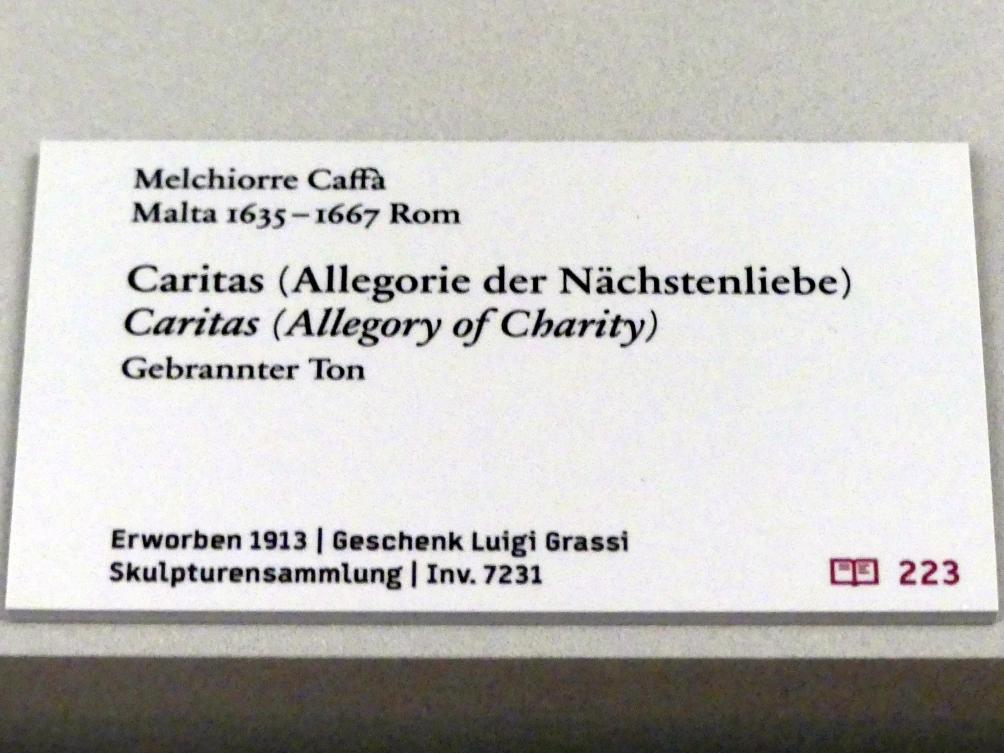 Melchiorre Caffà
Malta 1635–1667 Rom
Caritas (Allegorie der Nächstenliebe)
Caritas (Allegory of Charity)
Gebrannter Ton
Erworben 1913 | Geschenk Luigi Grassi
Skulpturensammlung | Inv. 7231
223